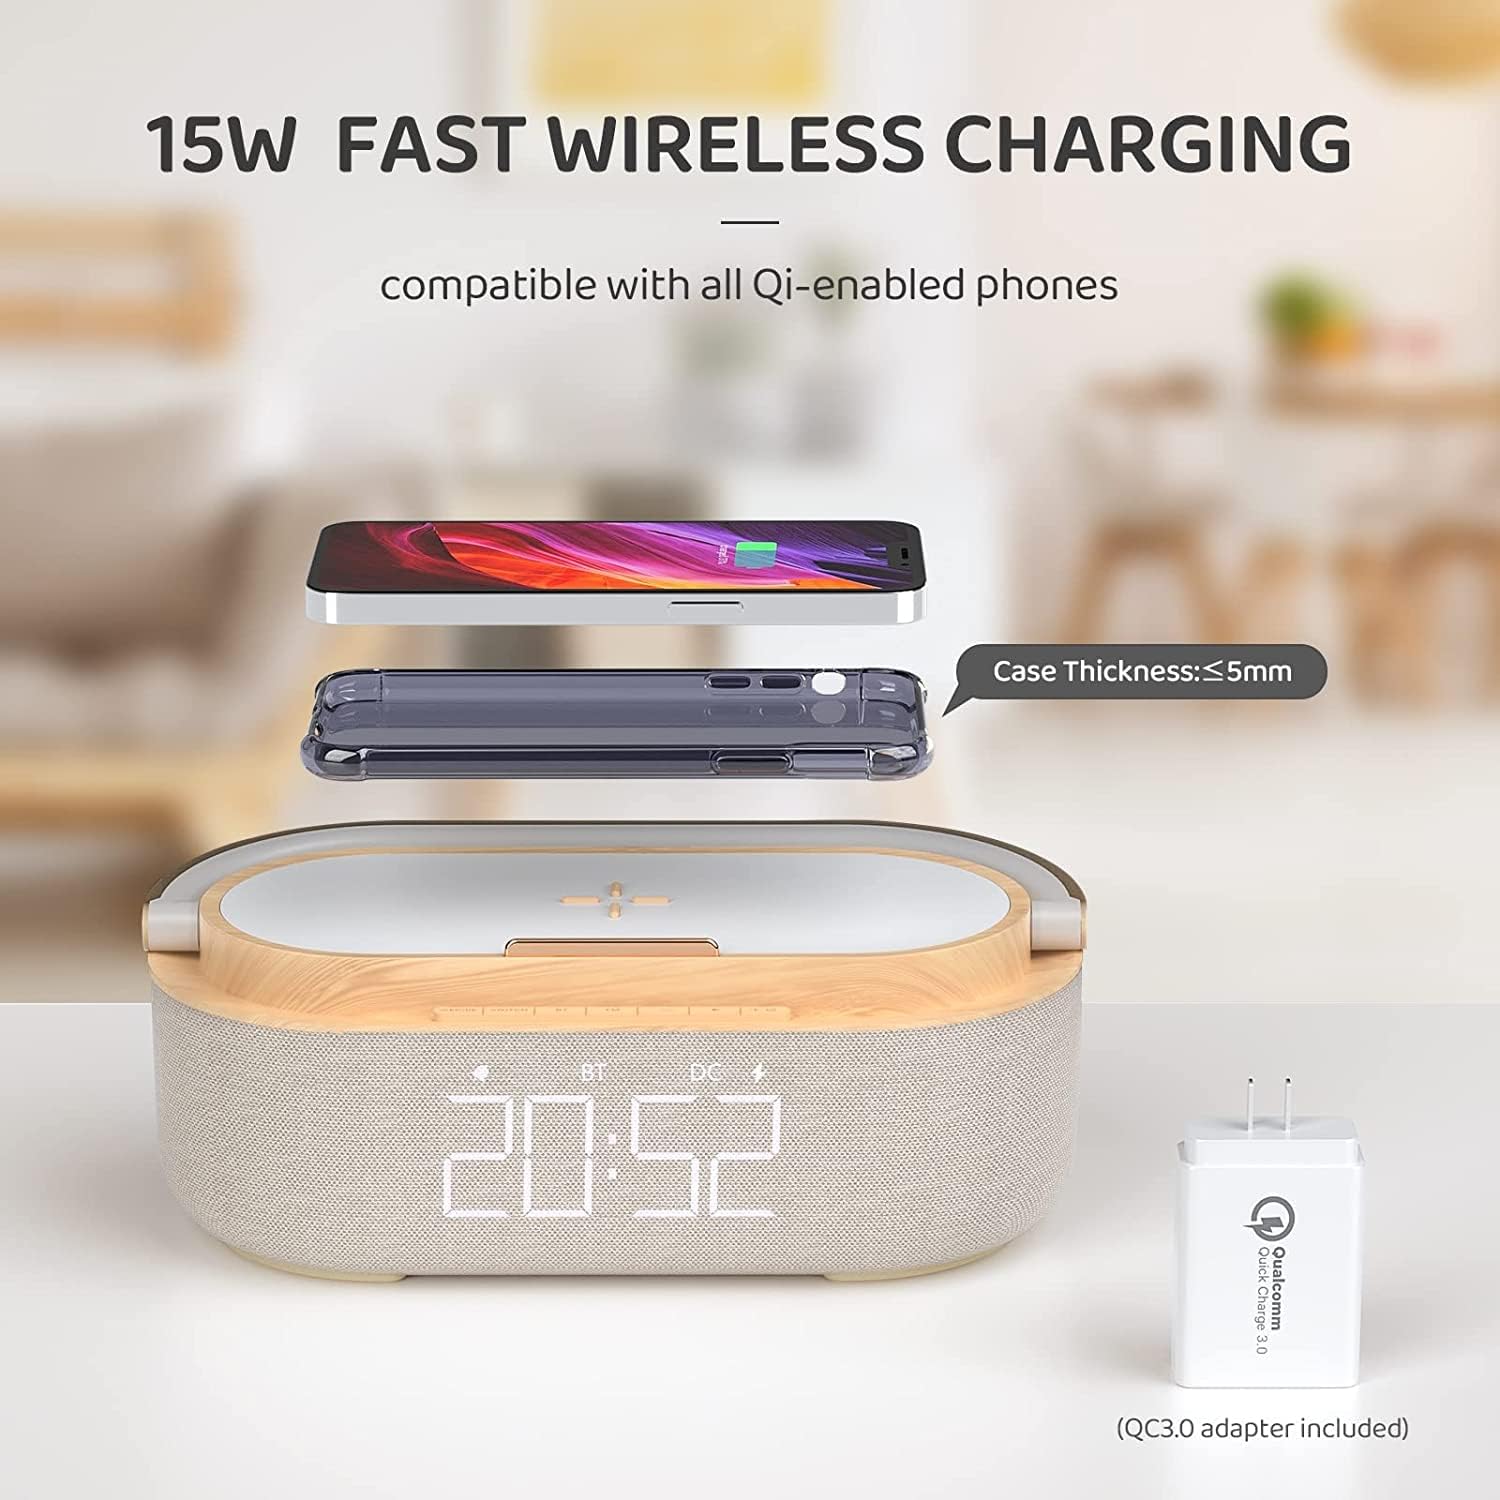 15W FAST WIRELESS CHARGING
compatible with all Qi-enabled phones
Case Thickness:≤5mm
BT DC
20:52
Qualcomm
Quick Charge 3.0
(QC3.0 adapter included)